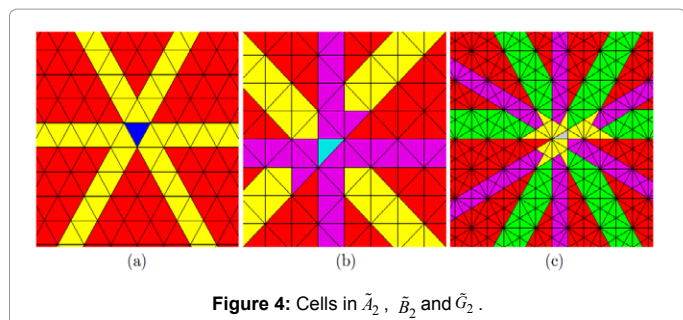 (a) (b) (c)
Figure 4: Cells in Ã₂ , B̃₂ and G̃₂ .